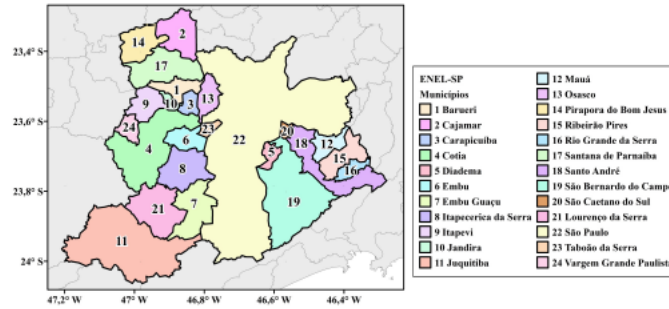 23,4° S
23,6° S
23,8° S
24° S
47,2° W
47° W
46,8° W
46,6° W
46,4° W
14
2
17
1
9
10
3
13
24
4
23
6
8
22
20
18
12
5
15
16
21
7
19
11
ENEL-SP
Municípios
1 Barueri
2 Cajamar
3 Carapicuíba
4 Cotia
5 Diadema
6 Embu
7 Embu Guaçu
8 Itapecerica da Serra
9 Itapevi
10 Jandira
11 Juquitiba
12 Mauá
13 Osasco
14 Pirapora do Bom Jesus
15 Ribeirão Pires
16 Rio Grande da Serra
17 Santana de Parnaíba
18 Santo André
19 São Bernardo do Camp
20 São Caetano do Sul
21 Lourenço da Serra
22 São Paulo
23 Taboão da Serra
24 Vargem Grande Paulista